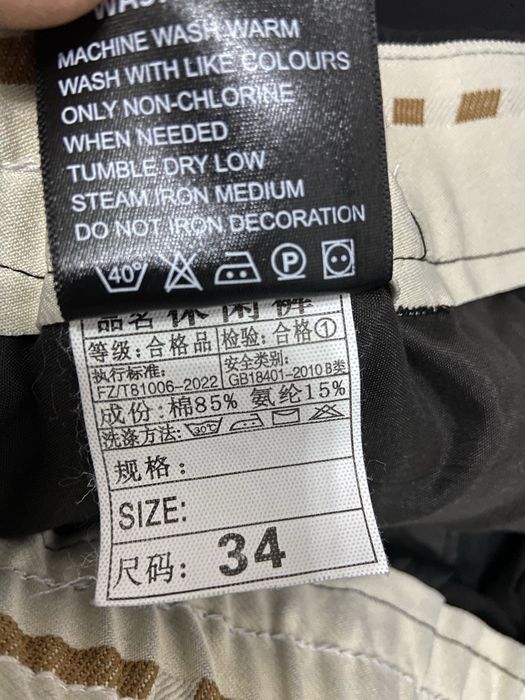 WASH
MACHINE WASH WARM
WASH WITH LIKE COLOURS
ONLY NON-CHLORINE
WHEN NEEDED
TUMBLE DRY LOW
STEAM IRON MEDIUM
DO NOT IRON DECORATION
40° P
品名 休闲裤
等级:合格品 检验:合格①
执行标准: 安全类别:
FZ/T81006-2022 GB18401-2010 B类
成份:棉85% 氨纶15%
洗涤方法: 30℃
规格:
SIZE:
尺码: 34